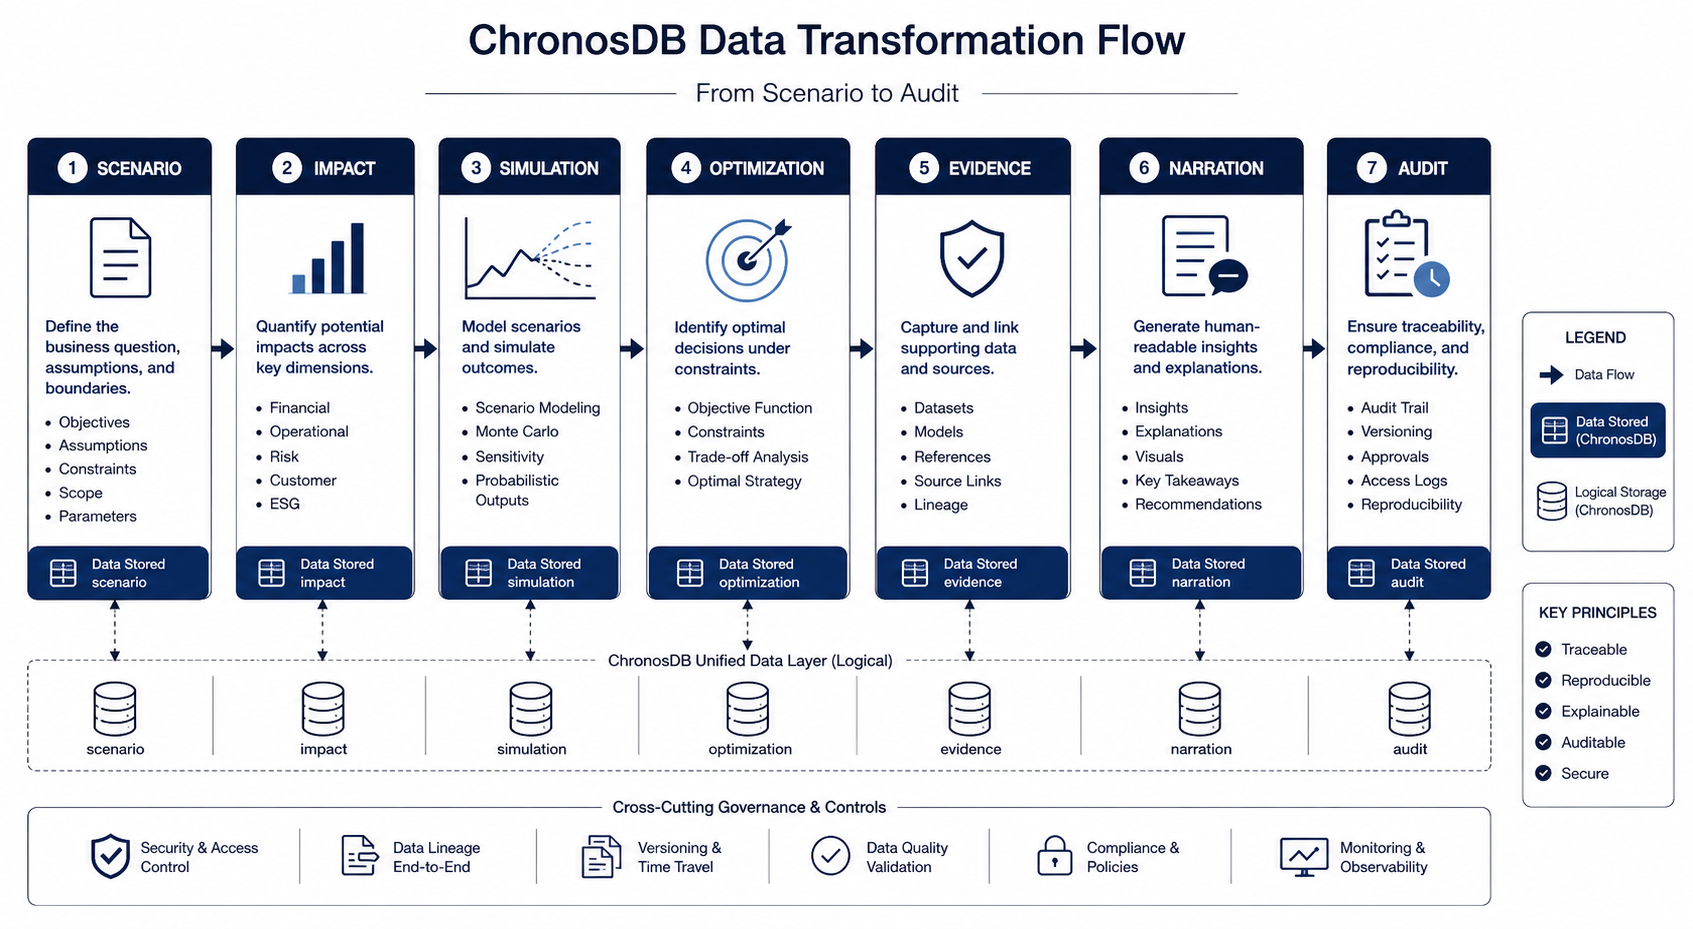 ChronosDB Data Transformation Flow
From Scenario to Audit
1 SCENARIO
Define the
business question,
assumptions, and
boundaries.
• Objectives
• Assumptions
• Constraints
• Scope
• Parameters
Data Stored
scenario
2 IMPACT
Quantify potential
impacts across
key dimensions.
• Financial
• Operational
• Risk
• Customer
• ESG
Data Stored
impact
3 SIMULATION
Model scenarios
and simulate
outcomes.
• Scenario Modeling
• Monte Carlo
• Sensitivity
• Probabilistic
Outputs
Data Stored
simulation
4 OPTIMIZATION
Identify optimal
decisions under
constraints.
• Objective Function
• Constraints
• Trade-off Analysis
• Optimal Strategy
Data Stored
optimization
5 EVIDENCE
Capture and link
supporting data
and sources.
• Datasets
• Models
• References
• Source Links
• Lineage
Data Stored
evidence
6 NARRATION
Generate human-
readable insights
and explanations.
• Insights
• Explanations
• Visuals
• Key Takeaways
• Recommendations
Data Stored
narration
7 AUDIT
Ensure traceability,
compliance, and
reproducibility.
• Audit Trail
• Versioning
• Approvals
• Access Logs
• Reproducibility
Data Stored
audit
LEGEND
Data Flow
Data Stored
(ChronosDB)
Logical Storage
(ChronosDB)
KEY PRINCIPLES
Traceable
Reproducible
Explainable
Auditable
Secure
ChronosDB Unified Data Layer (Logical)
scenario
impact
simulation
optimization
evidence
narration
audit
Cross-Cutting Governance & Controls
Security & Access
Control
Data Lineage
End-to-End
Versioning &
Time Travel
Data Quality
Validation
Compliance &
Policies
Monitoring &
Observability